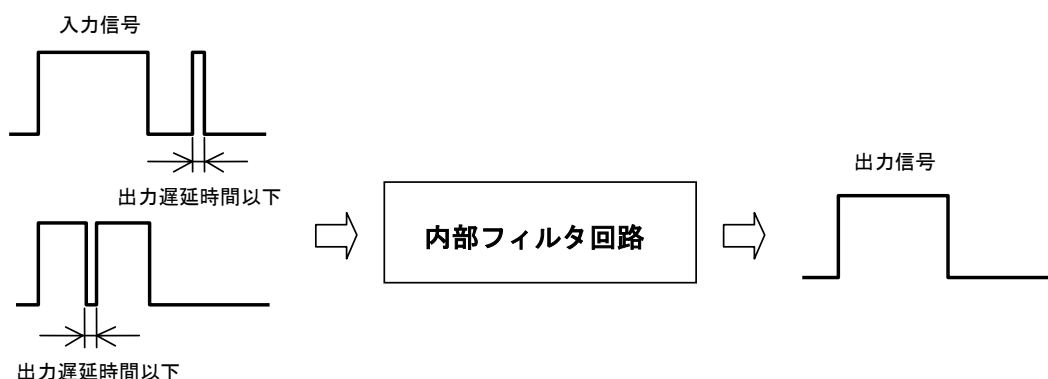 入力信号
出力遅延時間以下
出力遅延時間以下
内部フィルタ回路
出力信号